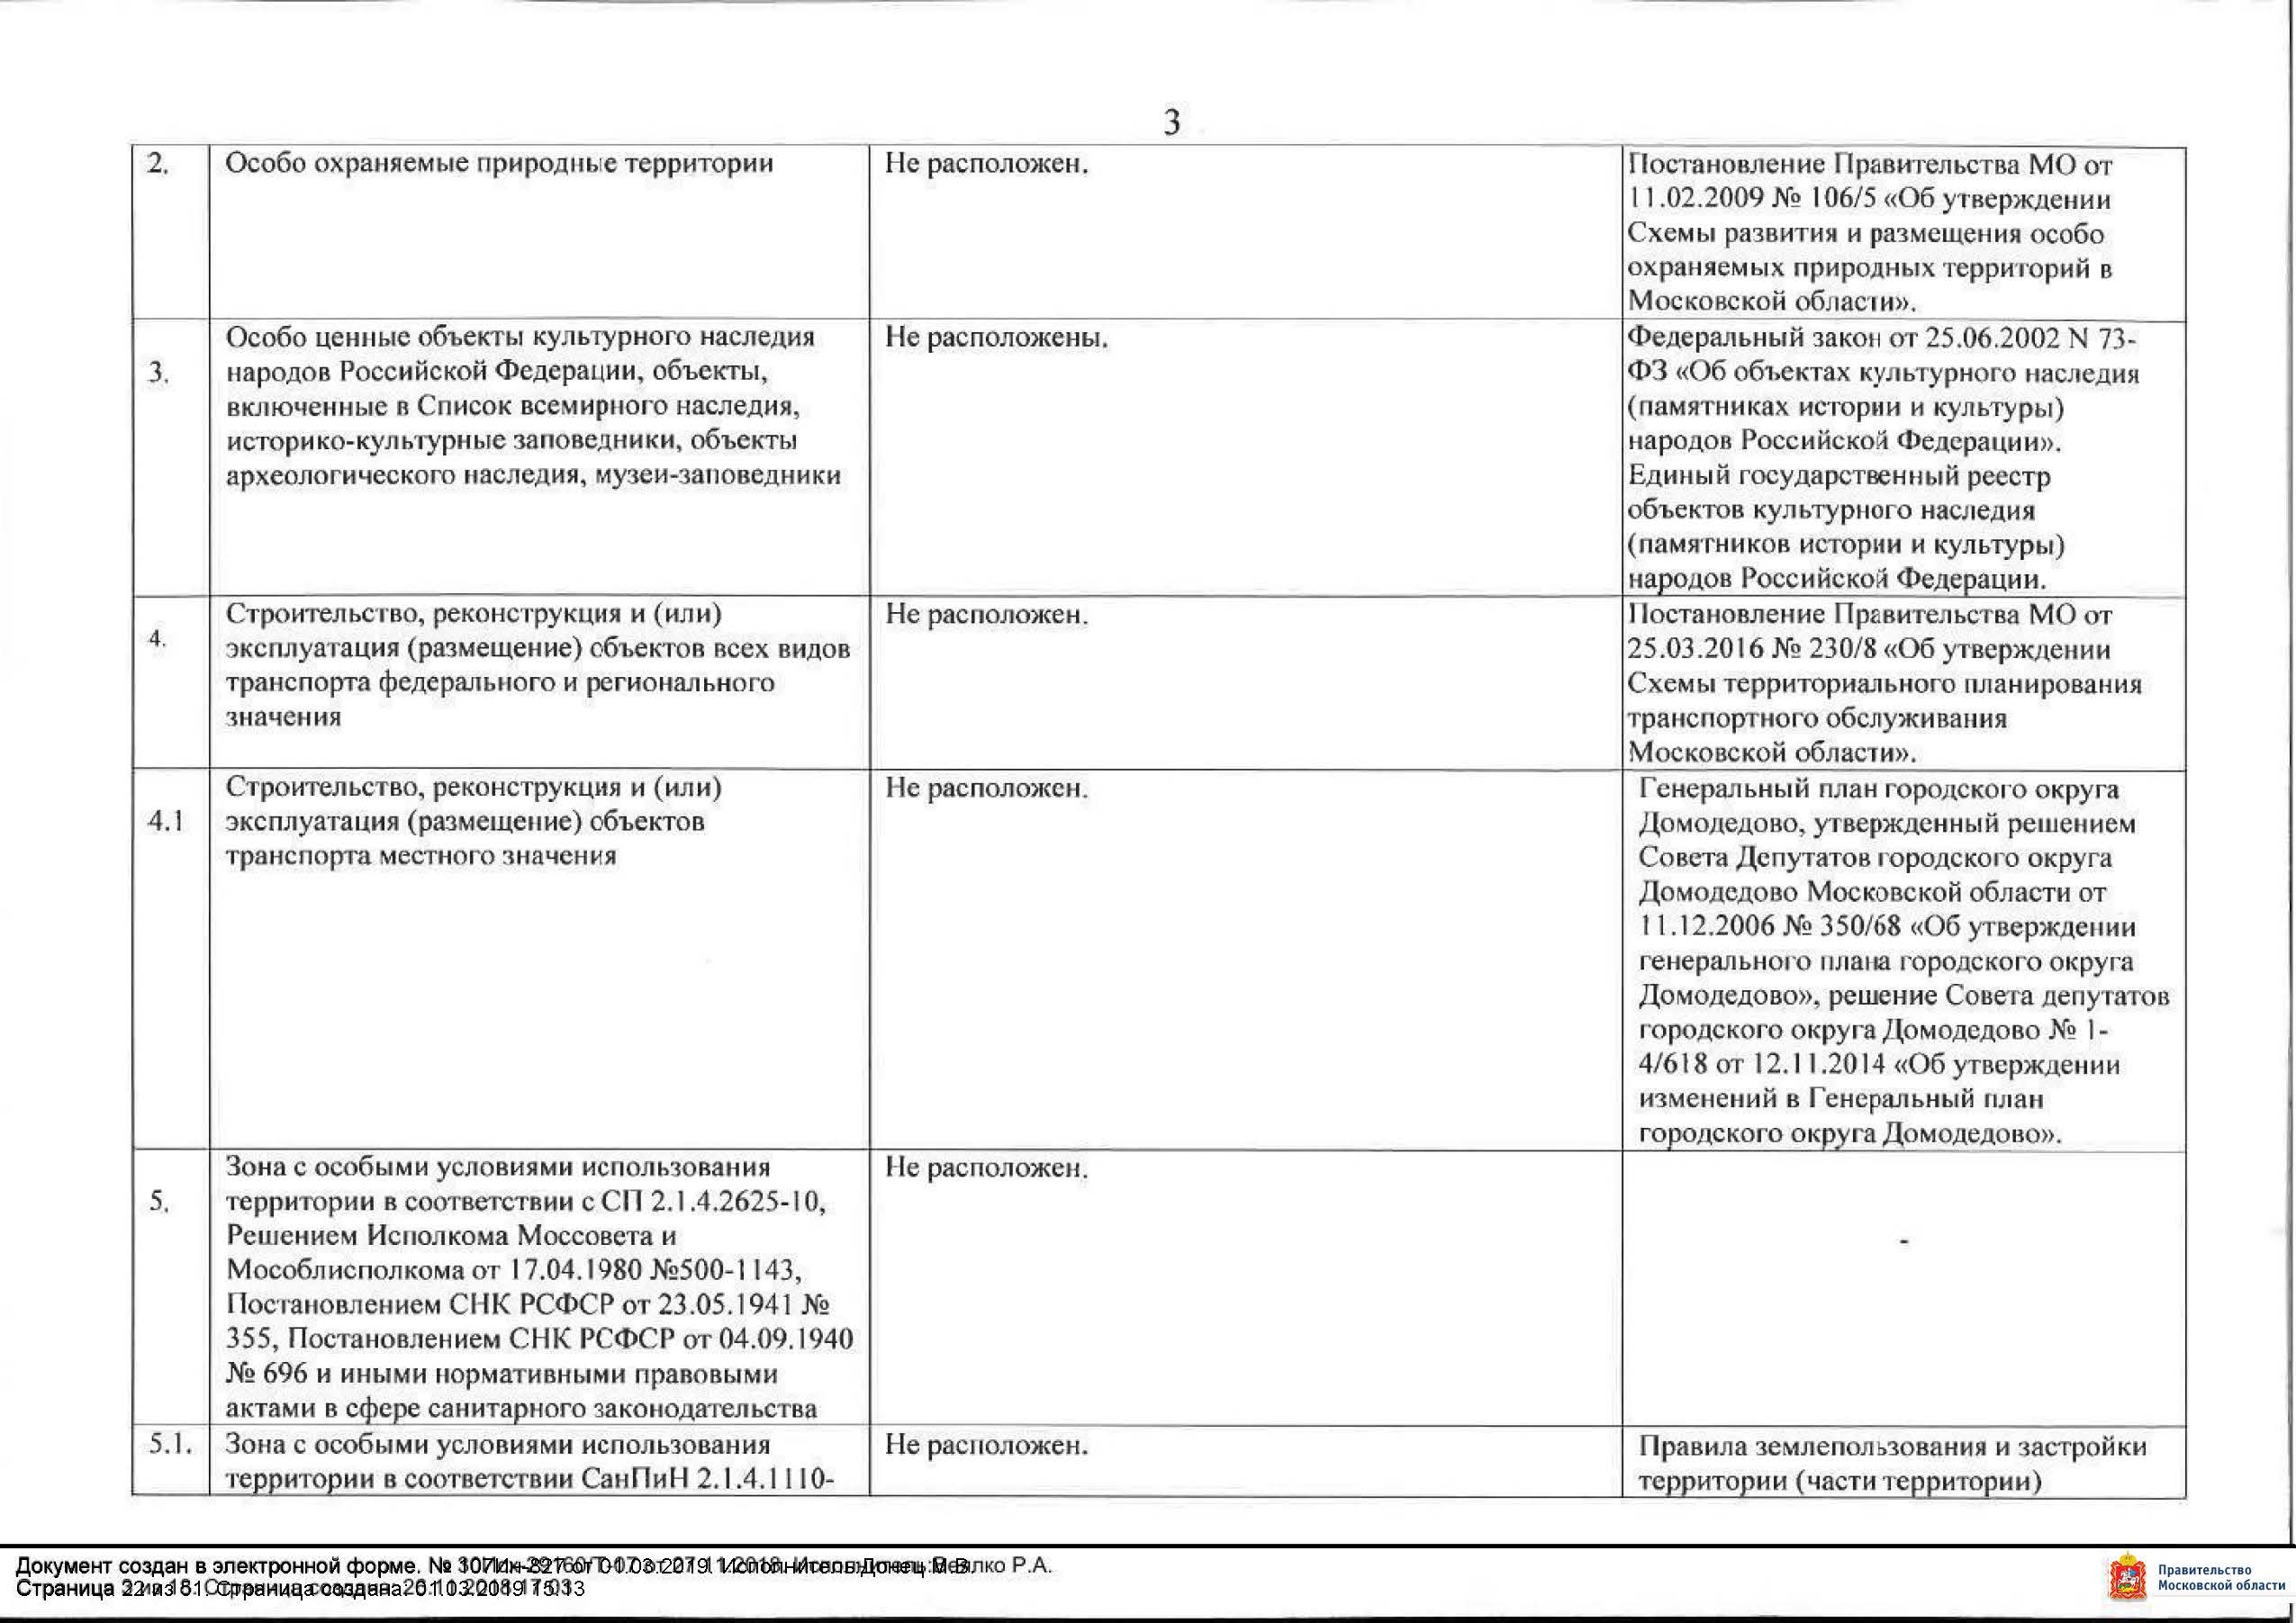 3
2.
Особо охраняемые природные территории
Не расположен.
Постановление Правительства МО от
11.02.2009 № 106/5 «Об утверждении
Схемы развития и размещения особо
охраняемых природных территорий в
Московской области».
3.
Особо ценные объекты культурного наследия
народов Российской Федерации, объекты,
включенные в Список всемирного наследия,
историко-культурные заповедники, объекты
археологического наследия, музеи-заповедники
Не расположены.
Федеральный закон от 25.06.2002 N 73-
ФЗ «Об объектах культурного наследия
(памятниках истории и культуры)
народов Российской Федерации».
Единый государственный реестр
объектов культурного наследия
(памятников истории и культуры)
народов Российской Федерации.
4.
Строительство, реконструкция и (или)
эксплуатация (размещение) объектов всех видов
транспорта федерального и регионального
значения
Не расположен.
Постановление Правительства МО от
25.03.2016 № 230/8 «Об утверждении
Схемы территориального планирования
транспортного обслуживания
Московской области».
4.1
Строительство, реконструкция и (или)
эксплуатация (размещение) объектов
транспорта местного значения
Не расположен.
Генеральный план городского округа
Домодедово, утвержденный решением
Совета Депутатов городского округа
Домодедово Московской области от
11.12.2006 № 350/68 «Об утверждении
генерального плана городского округа
Домодедово», решение Совета депутатов
городского округа Домодедово № 1-
4/618 от 12.11.2014 «Об утверждении
изменений в Генеральный план
городского округа Домодедово».
5.
Зона с особыми условиями использования
территории в соответствии с СП 2.1.4.2625-10,
Решением Исполкома Моссовета и
Мособлисполкома от 17.04.1980 №500-1143,
Постановлением СНК РСФСР от 23.05.1941 №
355, Постановлением СНК РСФСР от 04.09.1940
№ 696 и иными нормативными правовыми
актами в сфере санитарного законодательства
Не расположен.
-
5.1.
Зона с особыми условиями использования
территории в соответствии СанПиН 2.1.4.1110-
Не расположен.
Правила землепользования и застройки
территории (части территории)
Документ создан в электронной форме. №
Р.А.
Страница
Правительство
Московской области